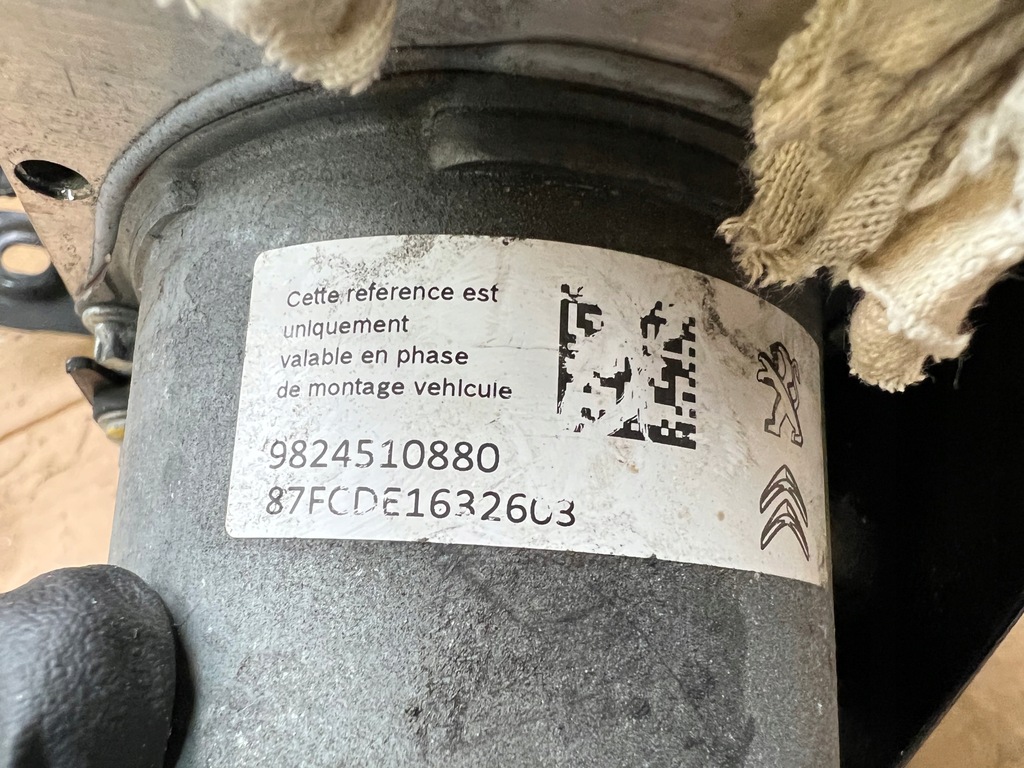 Cette reference est
uniquement
valable en phase
de montage vehicule
9824510880
87FCDE1632603